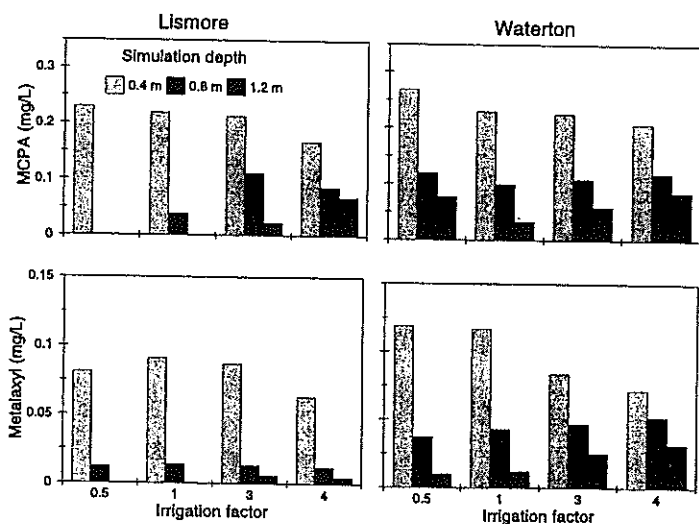 Lismore
Waterton
Simulation depth
0.4 m 0.8 m 1.2 m
MCPA (mg/L)
0.3
0.2
0.1
0
Metalaxyl (mg/L)
0.15
0.1
0.05
0
0.5 1 3 4
0.5 1 3 4
Irrigation factor
Irrigation factor